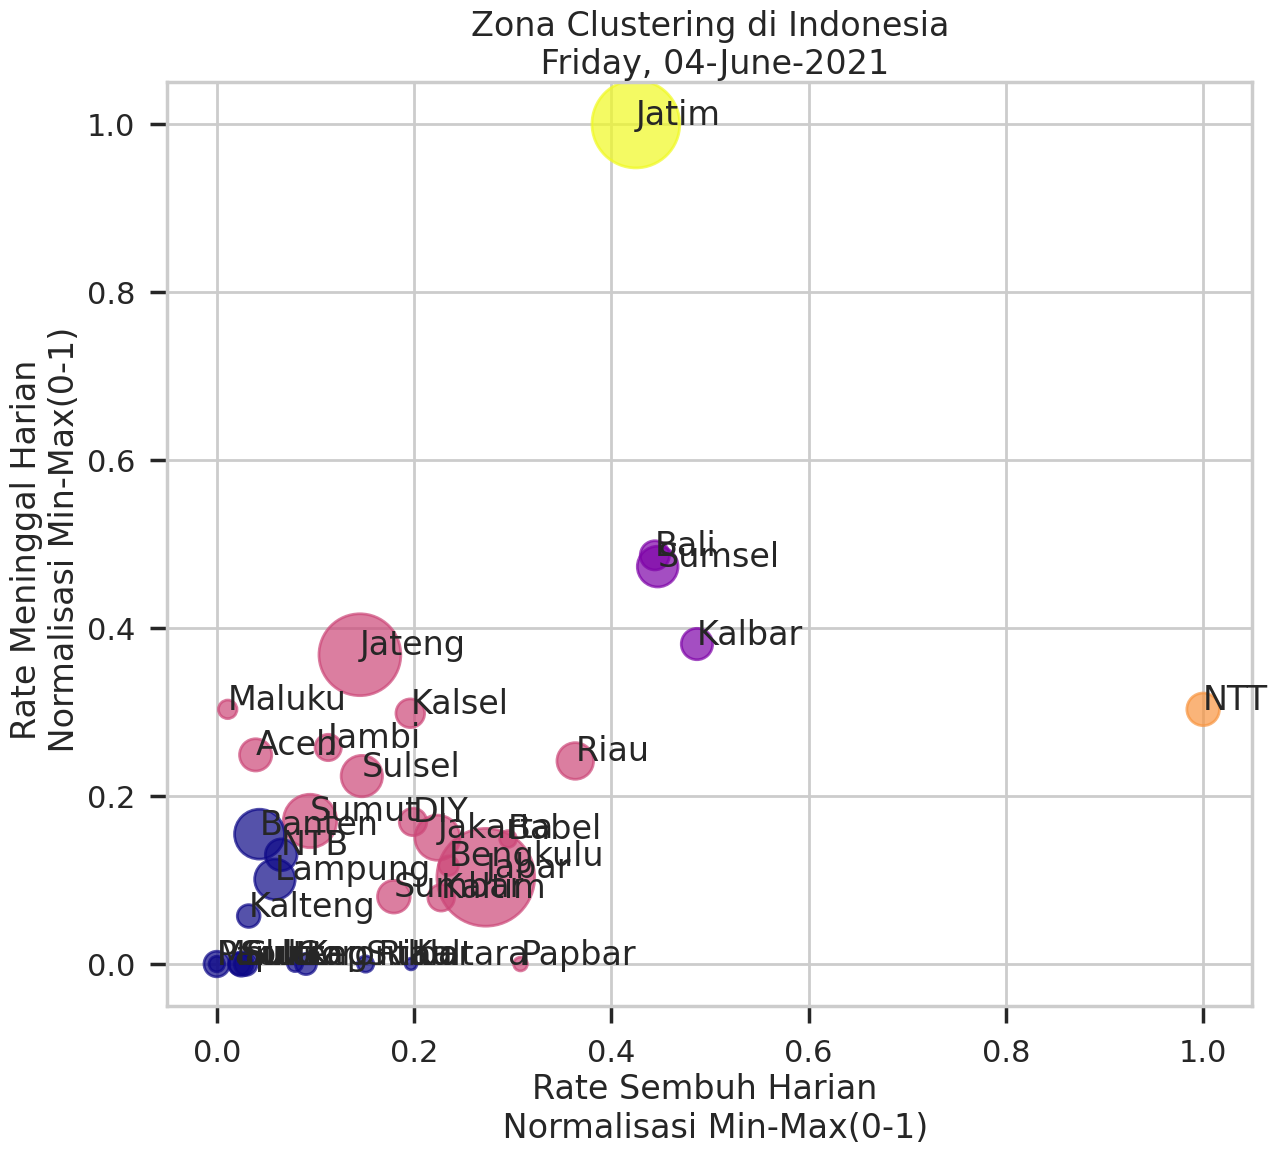 Zona Clustering di Indonesia
Friday, 04-June-2021
Rate Meninggal Harian
Normalisasi Min-Max(0-1)
1.0
0.8
0.6
0.4
0.2
0.0
Jatim
Bali
Sumsel
Kalbar
Jateng
Maluku
Kalsel
NTT
Aceh
Jambi
Sulsel
Riau
Sumut
DIY
Banten
Jakarta
Babel
NTB
Bengkulu
Lampung
Jabar
Sumbar
Kaltim
Kalteng
Kaltara
Papbar
0.0
0.2
0.4
0.6
0.8
1.0
Rate Sembuh Harian
Normalisasi Min-Max(0-1)